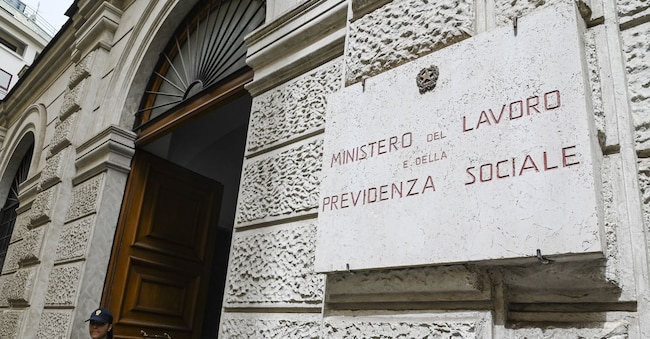 MINISTERO DEL LAVORO
E DELLA
PREVIDENZA SOCIALE